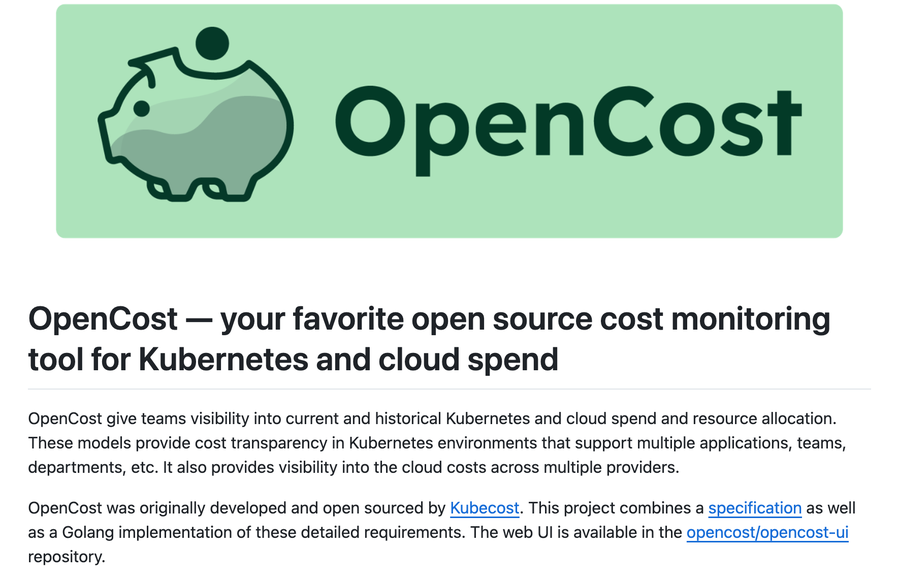 OpenCost
OpenCost — your favorite open source cost monitoring
tool for Kubernetes and cloud spend
OpenCost give teams visibility into current and historical Kubernetes and cloud spend and resource allocation.
These models provide cost transparency in Kubernetes environments that support multiple applications, teams,
departments, etc. It also provides visibility into the cloud costs across multiple providers.
OpenCost was originally developed and open sourced by Kubecost. This project combines a specification as well
as a Golang implementation of these detailed requirements. The web UI is available in the opencost/opencost-ui
repository.